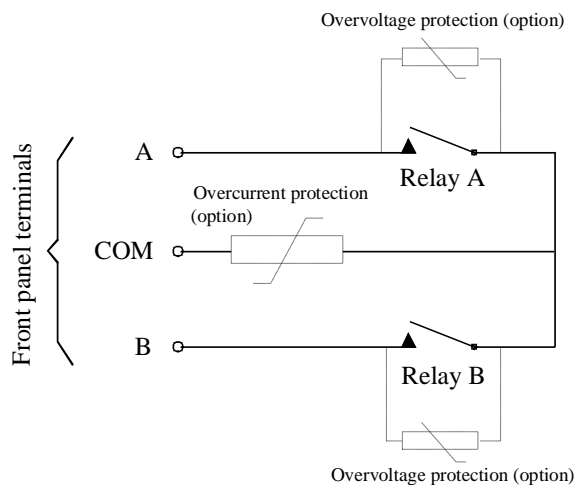 Overvoltage protection (option)
Front panel terminals
A
Relay A
Overcurrent protection
(option)
COM
B
Relay B
Overvoltage protection (option)